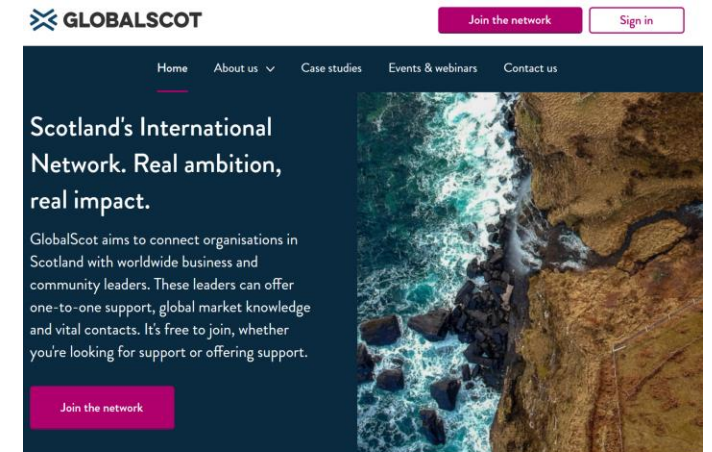 GLOBALSCOT
Join the network
Sign in
Home
About us
Case studies
Events & webinars
Contact us
Scotland's International
Network. Real ambition,
real impact.
GlobalScot aims to connect organisations in
Scotland with worldwide business and
community leaders. These leaders can offer
one-to-one support, global market knowledge
and vital contacts. It's free to join, whether
you're looking for support or offering support.
Join the network